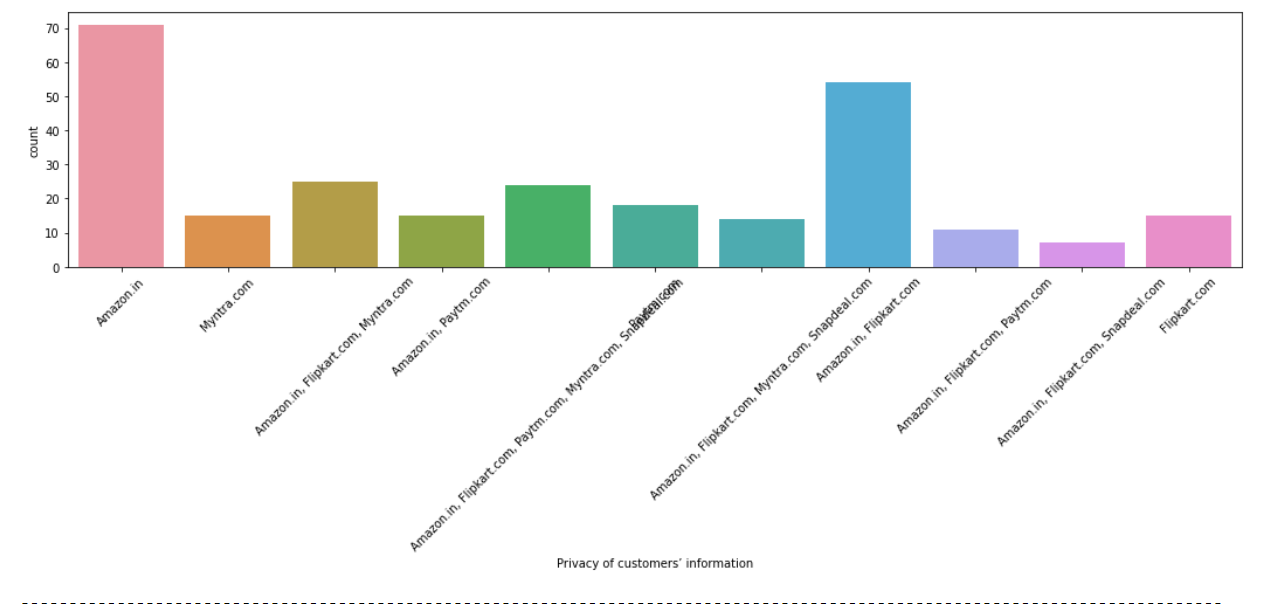 70
60
50
40
30
20
10
0
count
Amazon.in
Myntra.com
Amazon.in, Flipkart.com, Myntra.com
Amazon.in, Paytm.com
Amazon.in, Flipkart.com, Paytm.com, Myntra.com, Snapdeal.com
Paytm.com
Amazon.in, Flipkart.com, Myntra.com, Snapdeal.com
Amazon.in, Flipkart.com
Amazon.in, Flipkart.com, Paytm.com
Amazon.in, Flipkart.com, Snapdeal.com
Flipkart.com
Privacy of customers’ information